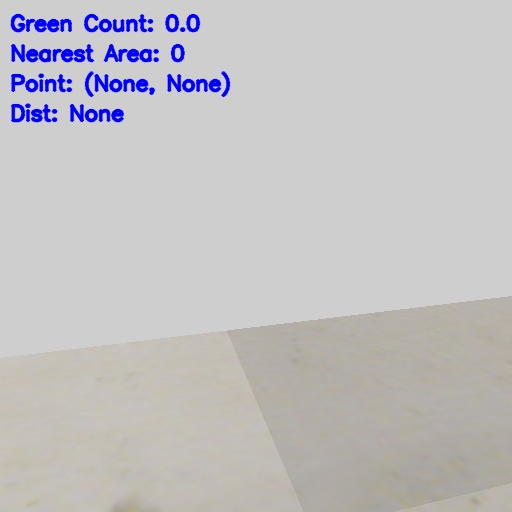 Green Count: 0.0
Nearest Area: 0
Point: (None, None)
Dist: None